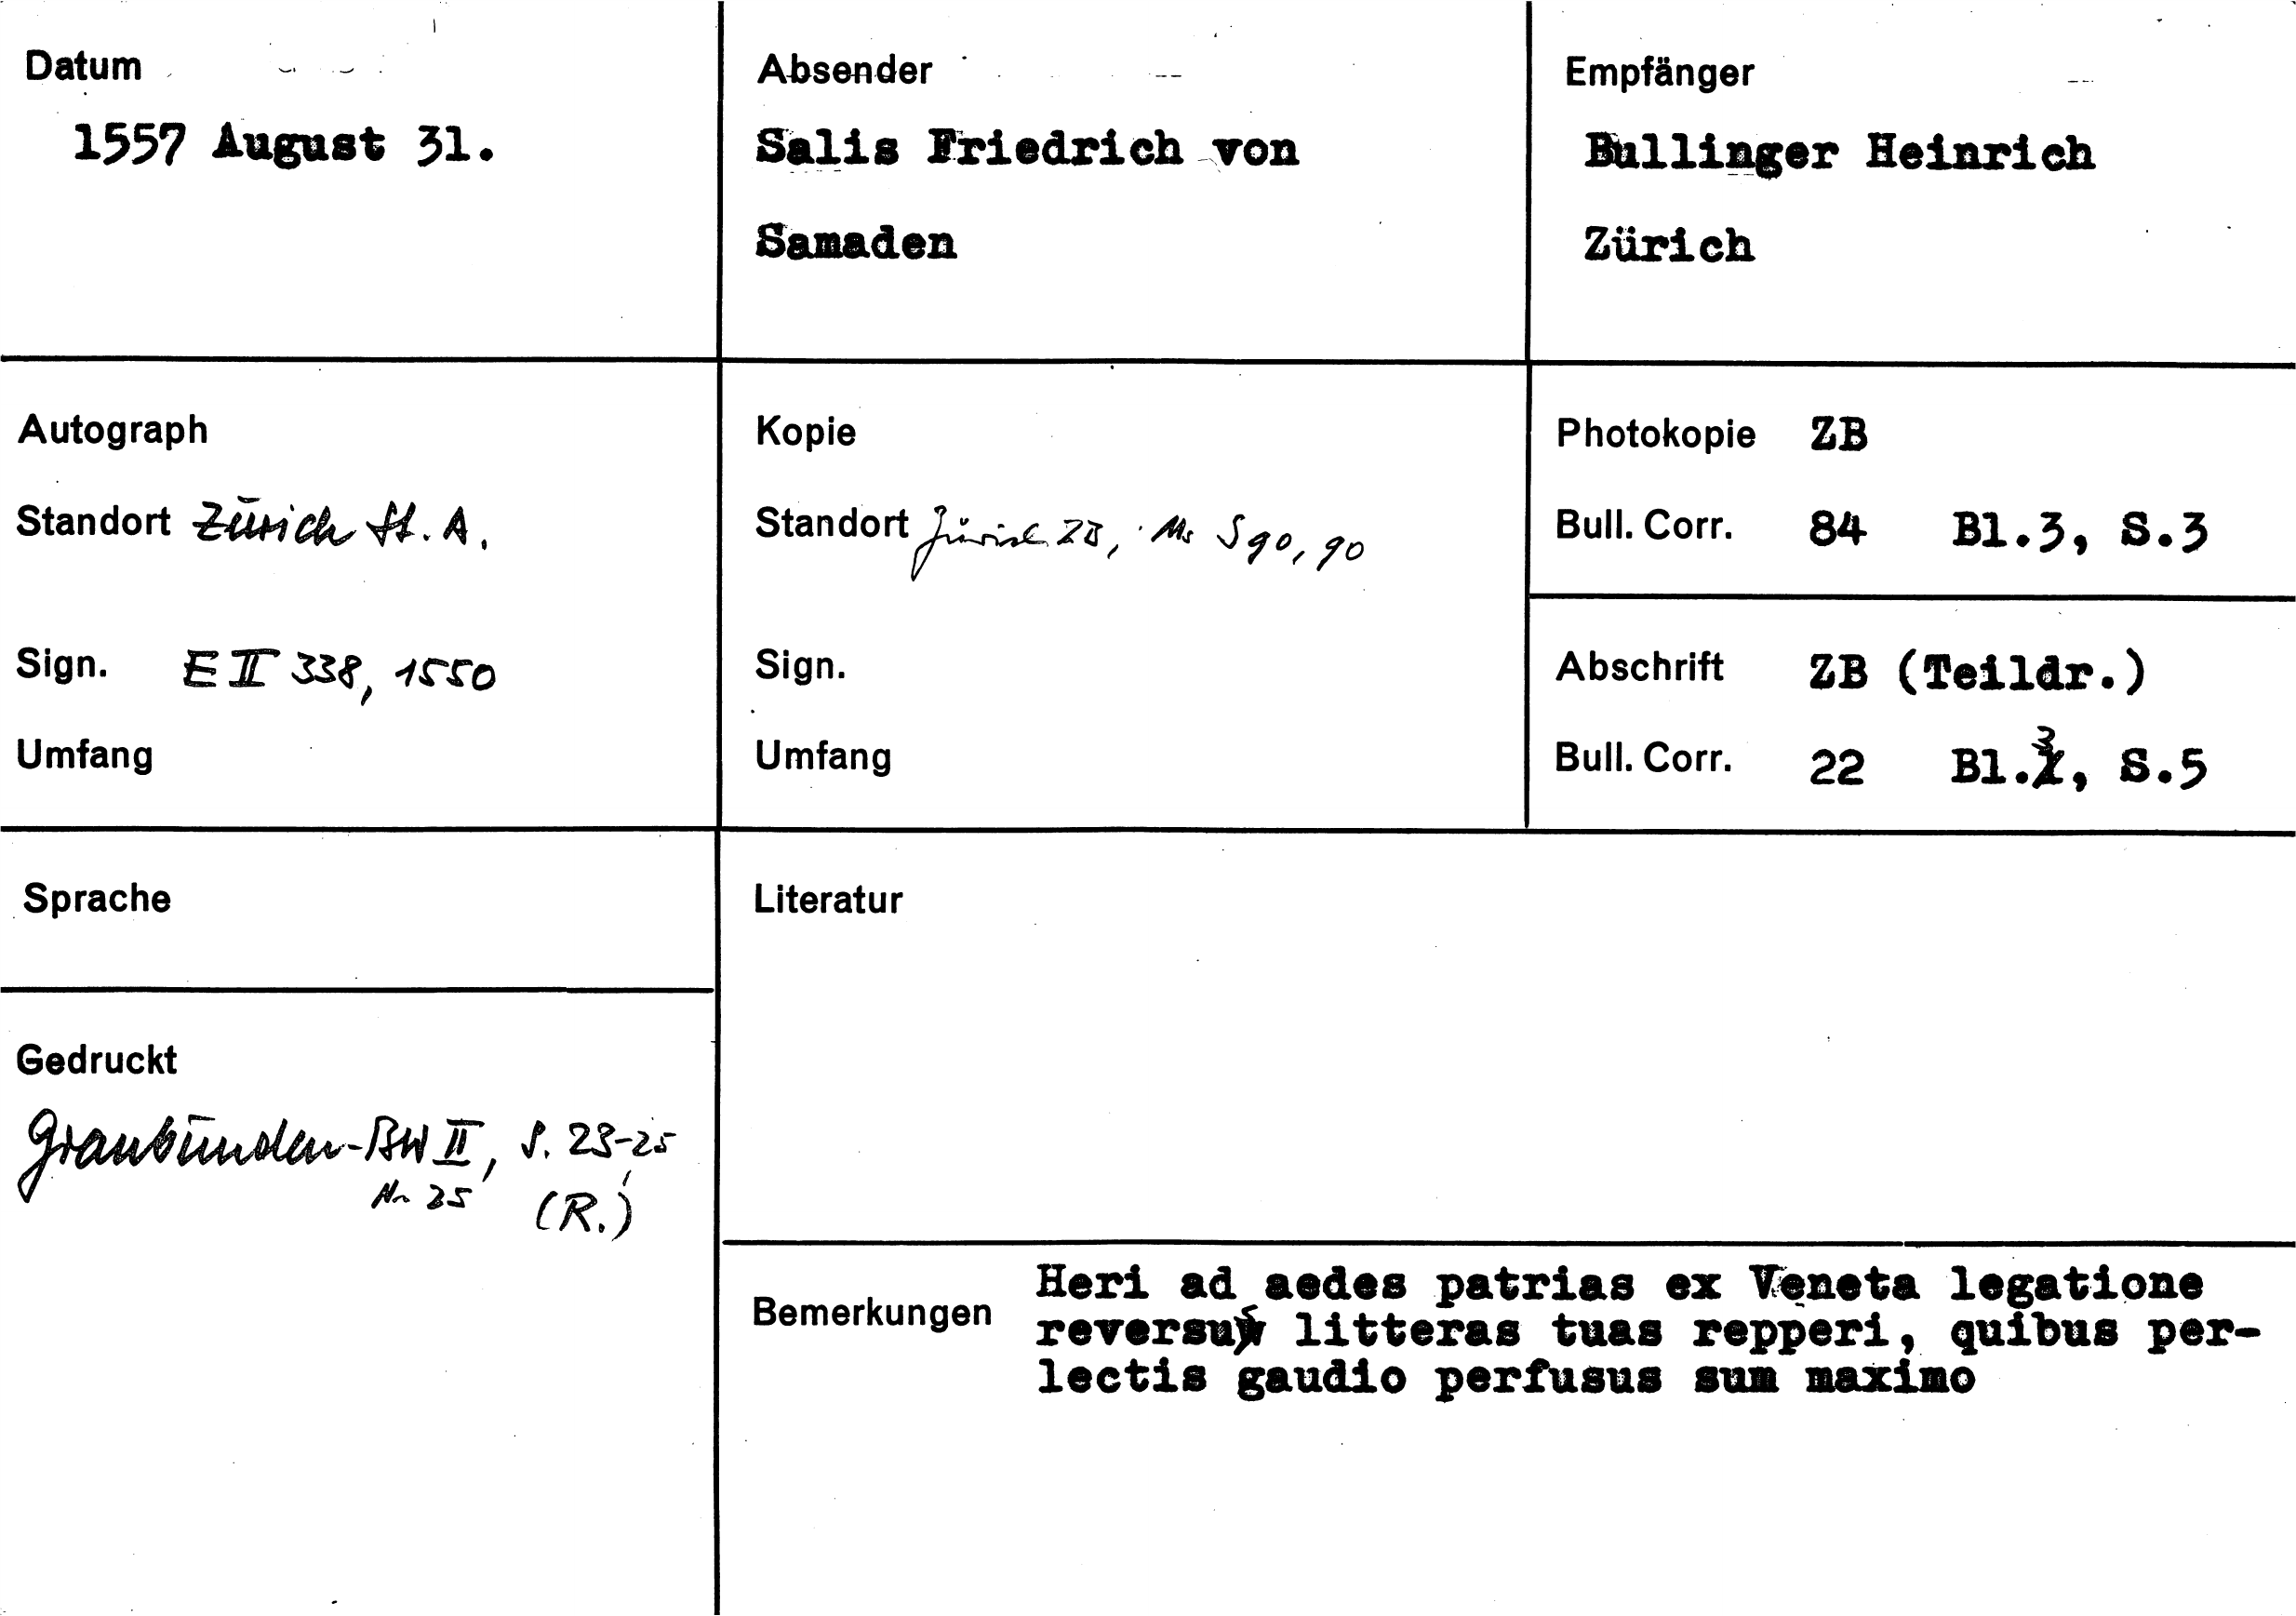 Datum
1557 August 31.
Absender
Salis Friedrich von
Samaden
Empfänger
Bullinger Heinrich
Zürich
Autograph
Standort Zürich St. A.
Sign. E II 338, 1550
Umfang
Kopie
Standort Zürich ZB, Ms S 90, 90
Sign.
Umfang
Photokopie ZB
Bull. Corr. 84 Bl.3, S.3
Abschrift ZB (Teildr.)
Bull. Corr. 22 Bl.3, S.5
Sprache
Gedruckt
Graubünden-BW II, S. 23-25
Nr 25 (R.)
Literatur
Bemerkungen
Heri ad aedes patrias ex Veneta legatione
reversus litteras tuas repperi, quibus per-
lectis gaudio perfusus sum maximo